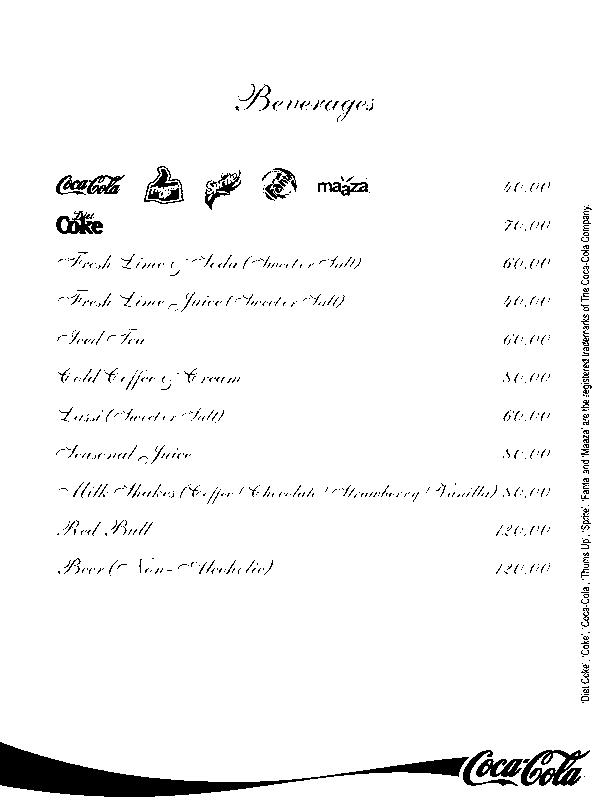 Beverages
Coca-Cola Thums Up Sprite Fanta maaza 40.00
Diet Coke 70.00
Fresh Lime & Soda (Sweet or Salt) 60.00
Fresh Lime Juice (Sweet or Salt) 40.00
Iced Tea 60.00
Cold Coffee & Cream 80.00
Lassi (Sweet or Salt) 60.00
Seasonal Juice 80.00
Milk Shakes (Coffee / Chocolate / Strawberry / Vanilla) 80.00
Red Bull 120.00
Beer (Non-Alcoholic) 120.00
'Diet Coke', 'Coke', 'Coca-Cola', 'Thums Up', 'Sprite', 'Fanta' and 'Maaza' are the registered trademarks of The Coca-Cola Company.
Coca-Cola